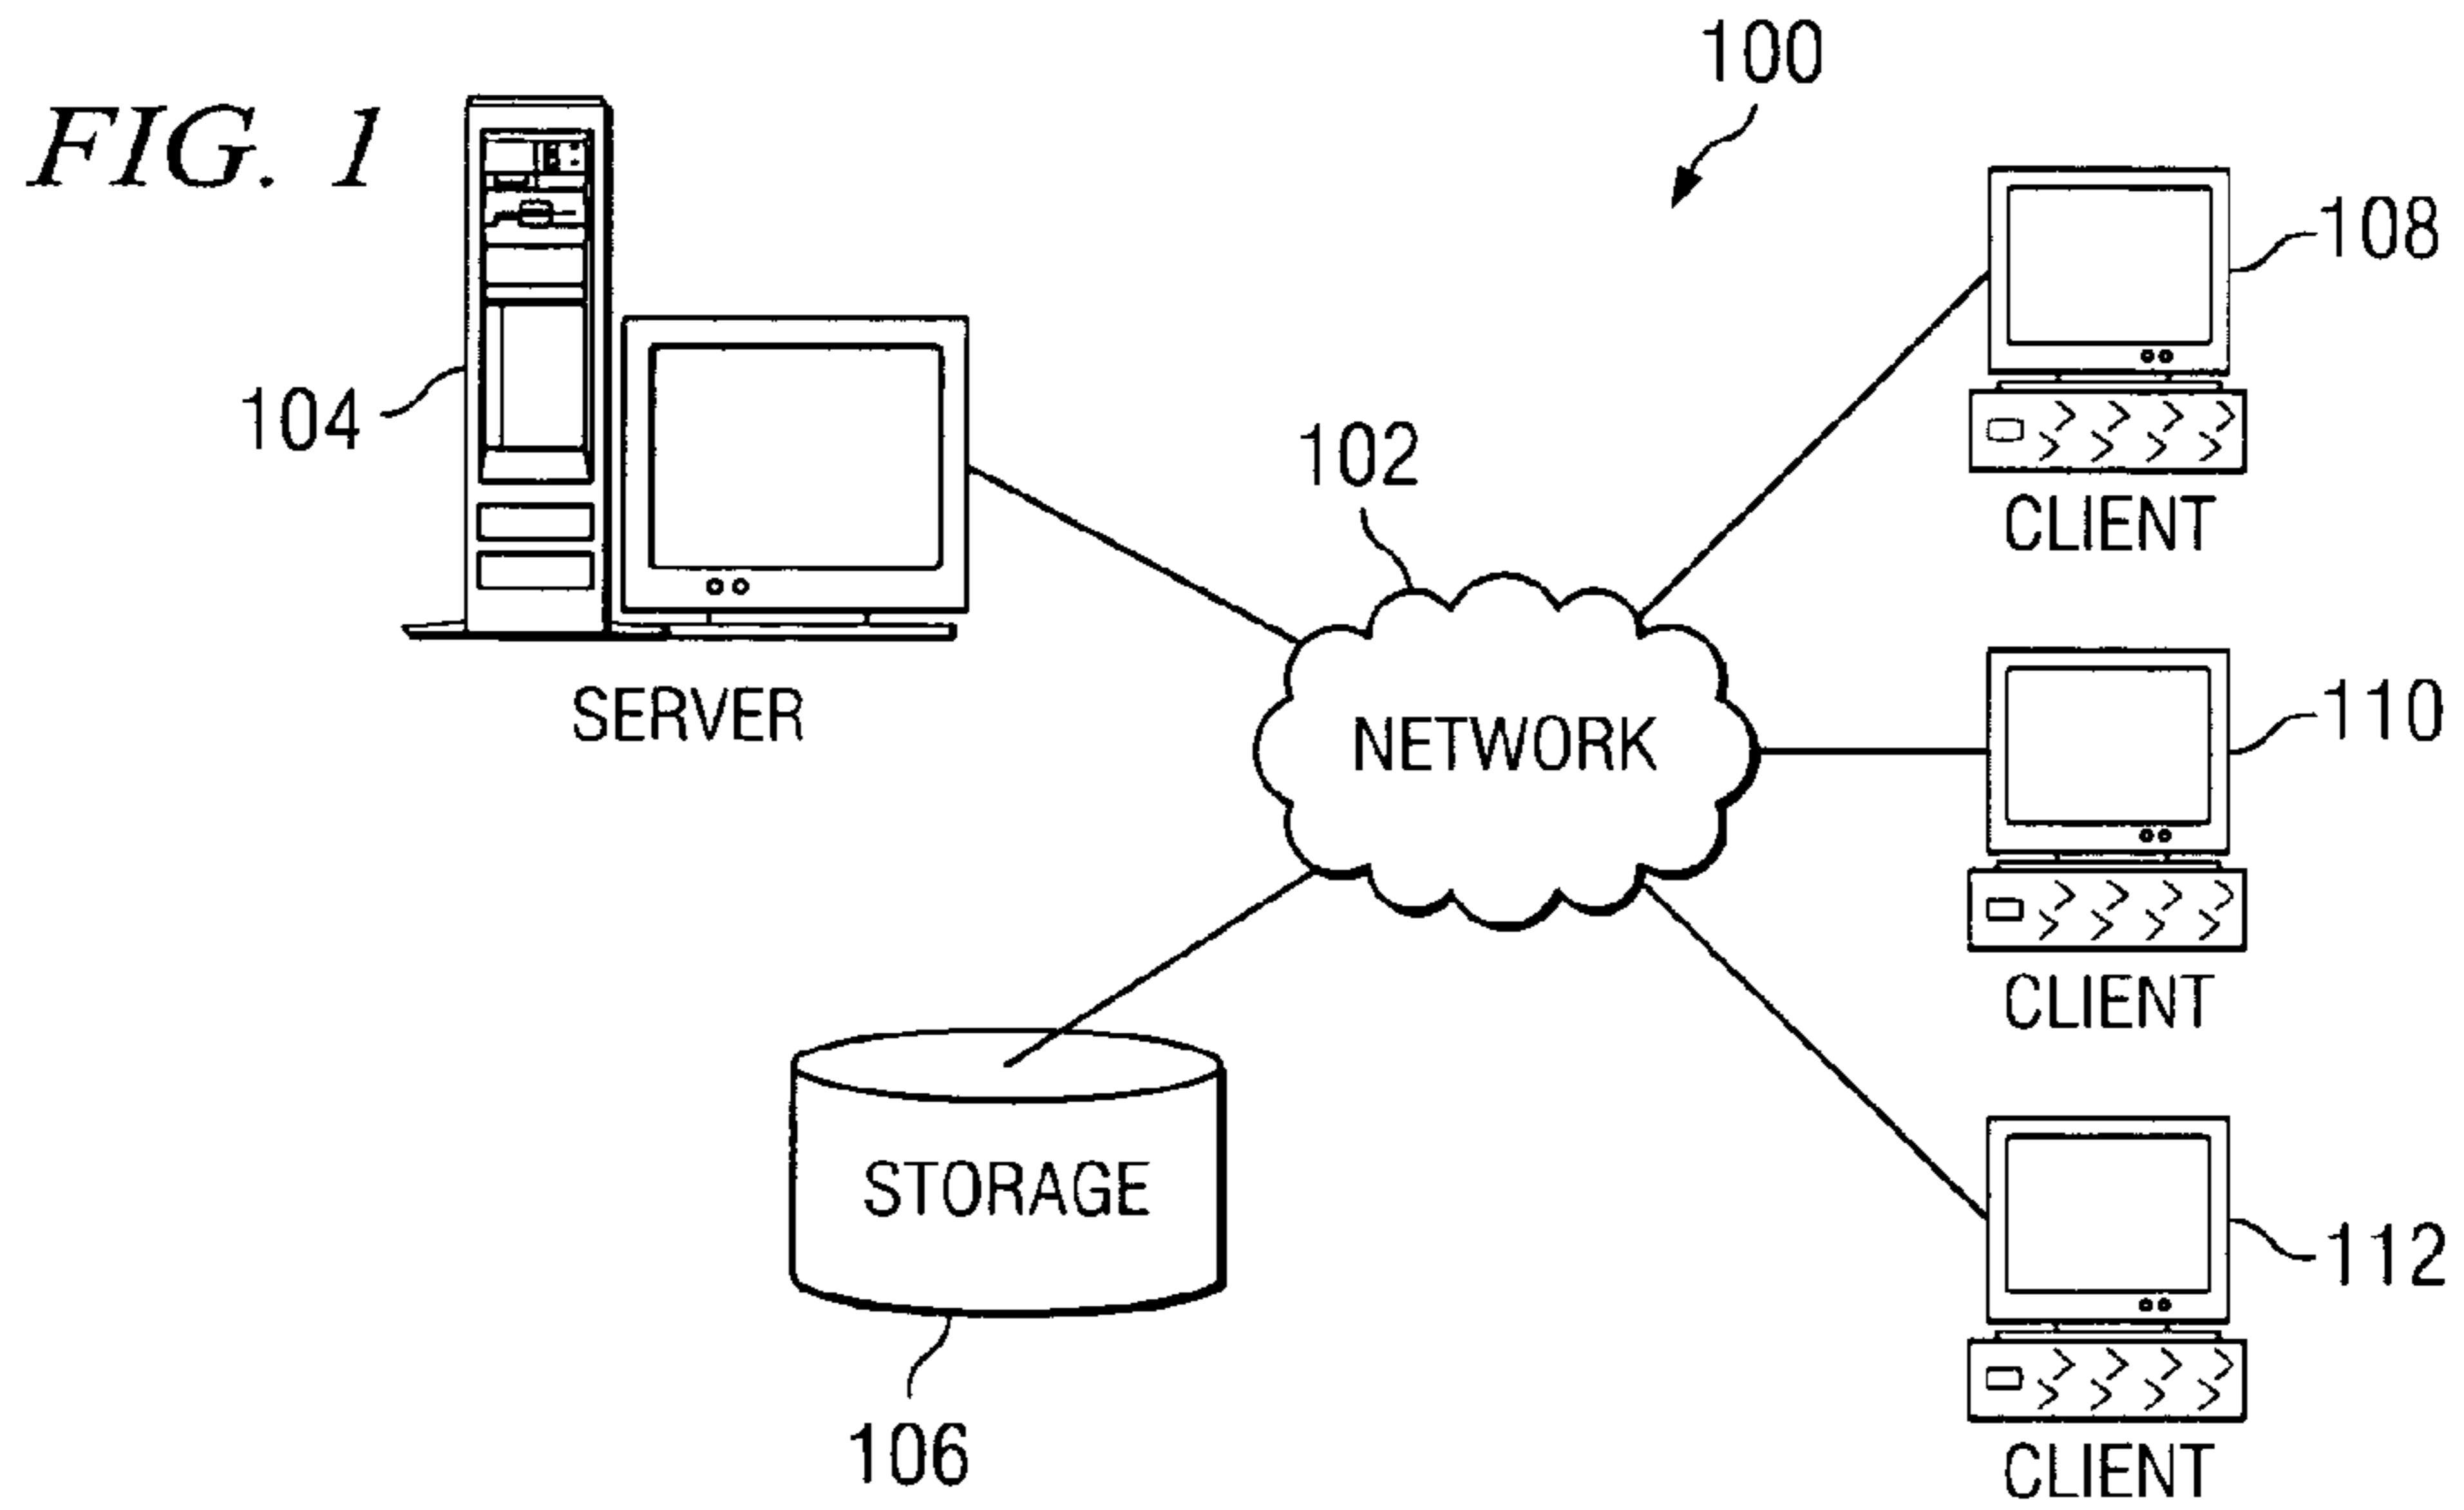 FIG. 1
100
104
SERVER
102
NETWORK
STORAGE
106
108
CLIENT
110
CLIENT
112
CLIENT